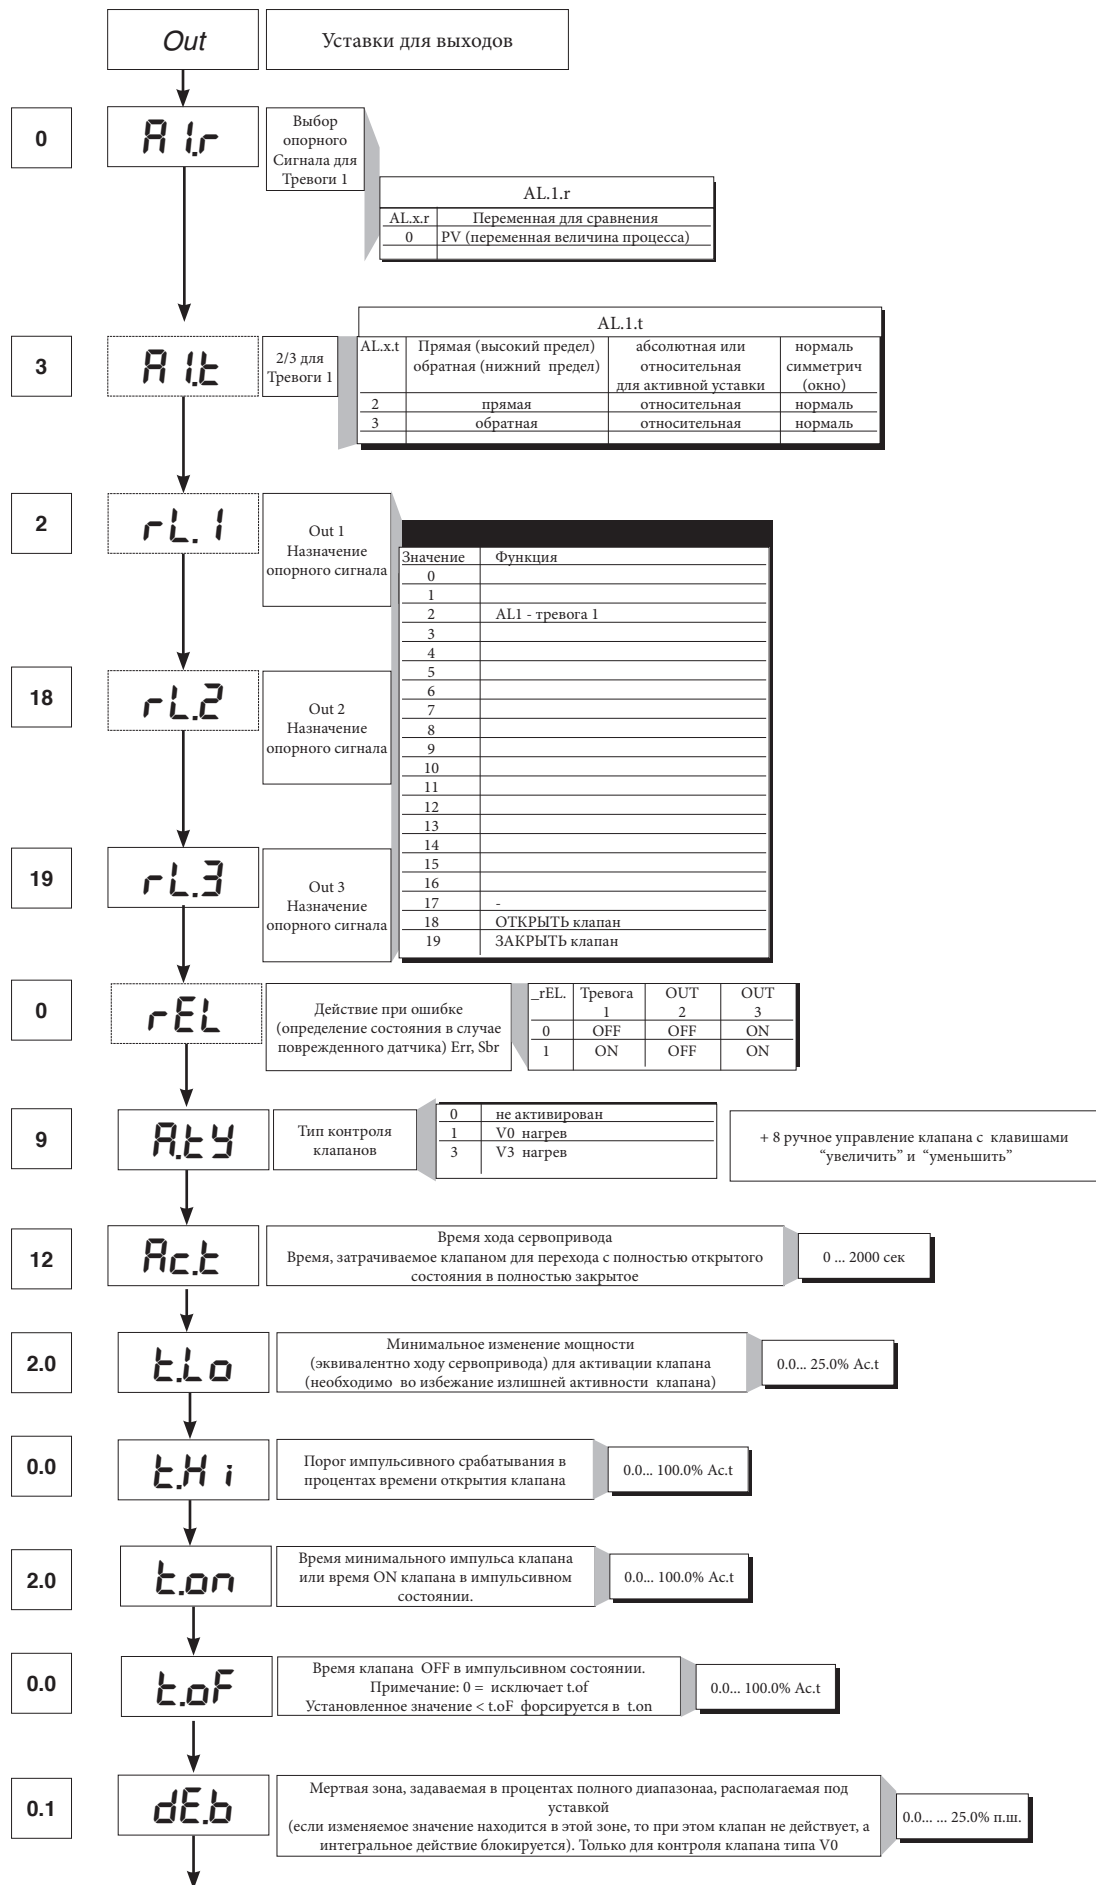 Out
Уставки для выходов
0
A1.r
Выбор
опорного
Сигнала для
Тревоги 1
AL.1.r
AL.x.r Переменная для сравнения
0 PV (переменная величина процесса)
3
A1.t
2/3 для
Тревоги 1
AL.1.t
AL.x.t Прямая (высокий предел) абсолютная или нормаль
обратная (нижний предел) относительная симметрич
для активной уставки (окно)
2 прямая относительная нормаль
3 обратная относительная нормаль
2
rL.1
Out 1
Назначение
опорного сигнала
Значение Функция
0
1
2 AL1 - тревога 1
3
4
5
6
7
8
9
10
11
12
13
14
15
16
17 -
18 ОТКРЫТЬ клапан
19 ЗАКРЫТЬ клапан
18
rL.2
Out 2
Назначение
опорного сигнала
19
rL.3
Out 3
Назначение
опорного сигнала
0
rEL
Действие при ошибке
(определение состояния в случае
поврежденного датчика) Err, Sbr
_rEL. Тревога OUT OUT
1 2 3
0 OFF OFF ON
1 ON OFF ON
9
A.tY
Тип контроля
клапанов
0 не активирован
1 V0 нагрев
3 V3 нагрев
+ 8 ручное управление клапана с клавишами
“увеличить” и “уменьшить”
12
Ac.t
Время хода сервопривода
Время, затрачиваемое клапаном для перехода с полностью открытого
состояния в полностью закрытое
0 ... 2000 сек
2.0
t.Lo
Минимальное изменение мощности
(эквивалентно ходу сервопривода) для активации клапана
(необходимо во избежание излишней активности клапана)
0.0... 25.0% Ac.t
0.0
t.Hi
Порог импульсивного срабатывания в
процентах времени открытия клапана
0.0... 100.0% Ac.t
2.0
t.on
Время минимального импульса клапана
или время ON клапана в импульсивном
состоянии.
0.0... 100.0% Ac.t
0.0
t.oF
Время клапана OFF в импульсивном состоянии.
Примечание: 0 = исключает t.of
Установленное значение < t.oF форсируется в t.on
0.0... 100.0% Ac.t
0.1
dE.b
Мертвая зона, задаваемая в процентах полного диапазонаа, располагаемая под
уставкой
(если изменяемое значение находится в этой зоне, то при этом клапан не действует, а
интегральное действие блокируется). Только для контроля клапана типа V0
0.0... ... 25.0% п.ш.